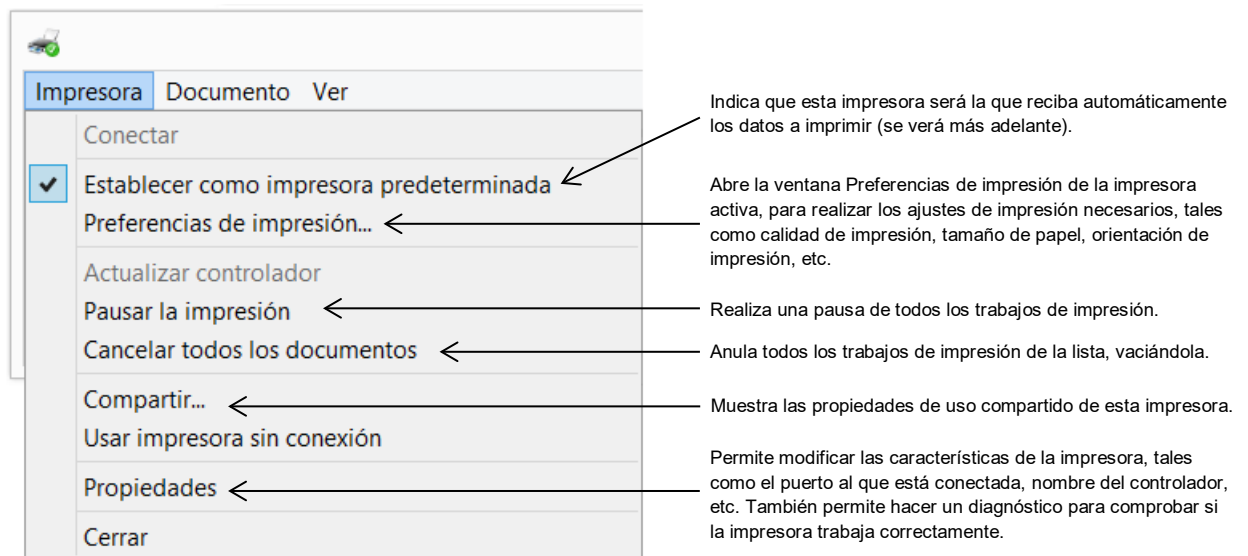 Impresora Documento Ver
Conectar
Establecer como impresora predeterminada
Preferencias de impresión...
Actualizar controlador
Pausar la impresión
Cancelar todos los documentos
Compartir...
Usar impresora sin conexión
Propiedades
Cerrar
Indica que esta impresora será la que reciba automáticamente
los datos a imprimir (se verá más adelante).
Abre la ventana Preferencias de impresión de la impresora
activa, para realizar los ajustes de impresión necesarios, tales
como calidad de impresión, tamaño de papel, orientación de
impresión, etc.
Realiza una pausa de todos los trabajos de impresión.
Anula todos los trabajos de impresión de la lista, vaciándola.
Muestra las propiedades de uso compartido de esta impresora.
Permite modificar las características de la impresora, tales
como el puerto al que está conectada, nombre del controlador,
etc. También permite hacer un diagnóstico para comprobar si
la impresora trabaja correctamente.